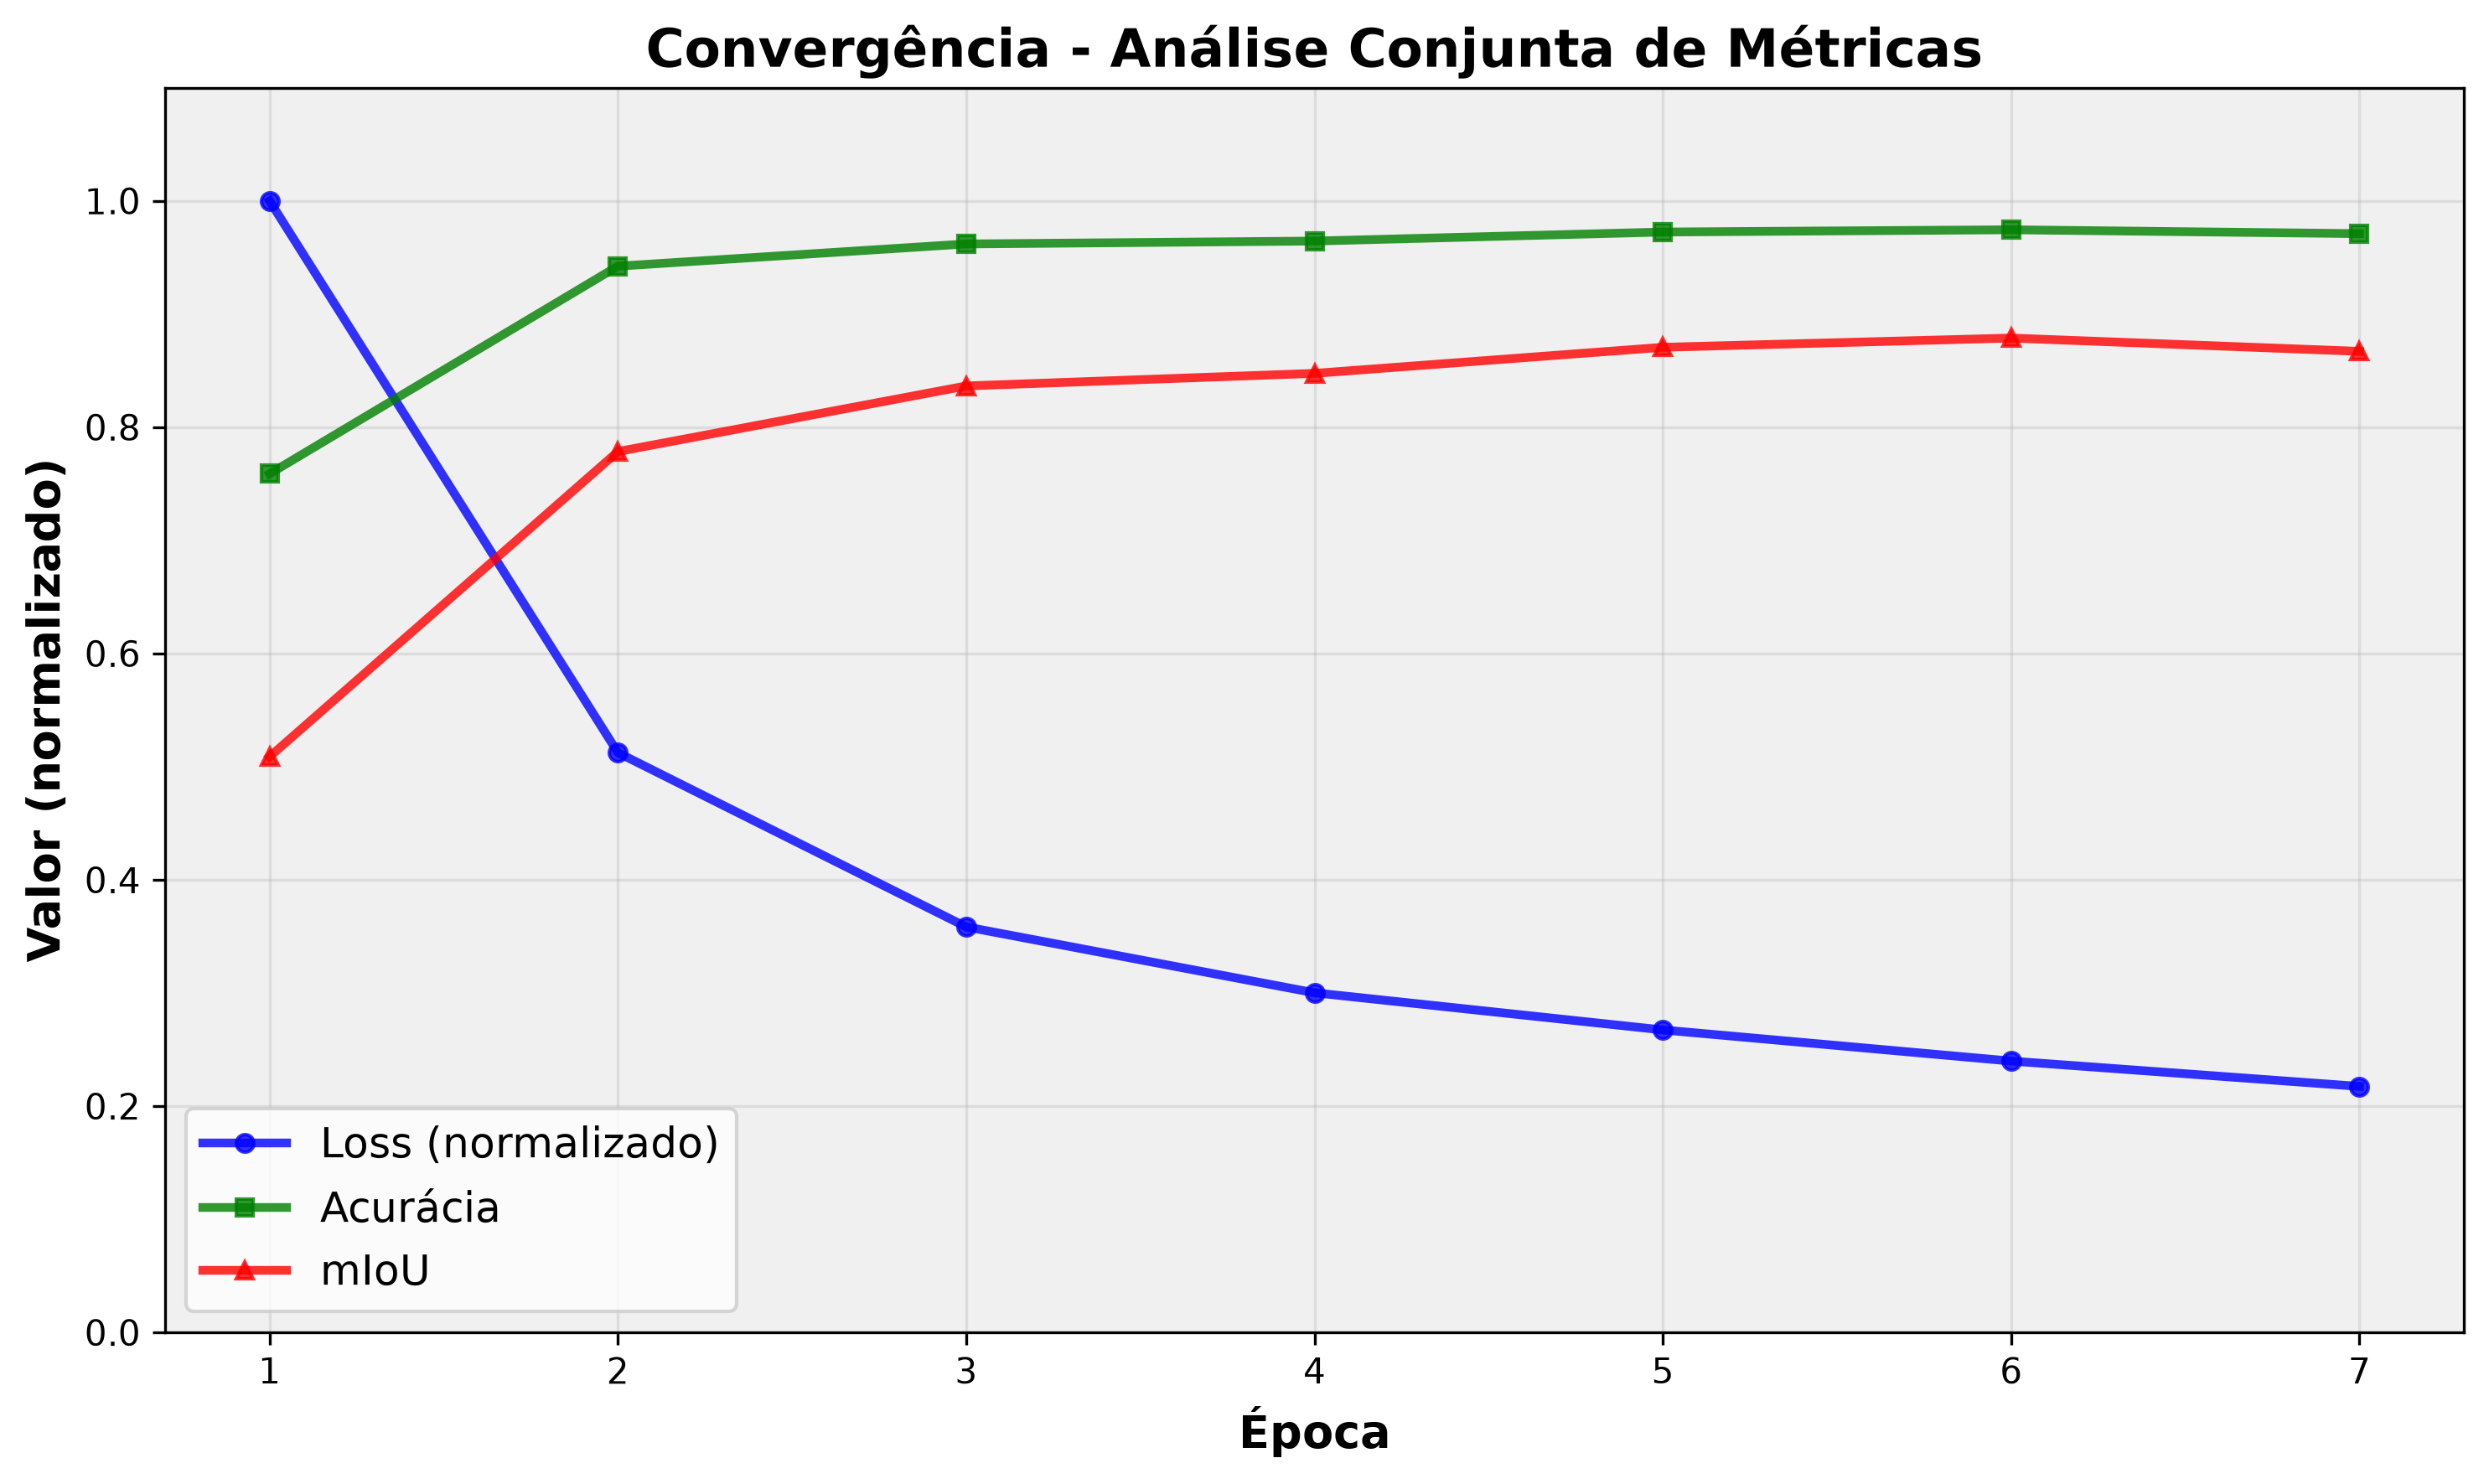 Convergência - Análise Conjunta de Métricas
Valor (normalizado)
1.0
0.8
0.6
0.4
0.2
0.0
Loss (normalizado)
Acurácia
mIoU
1 2 3 4 5 6 7
Época